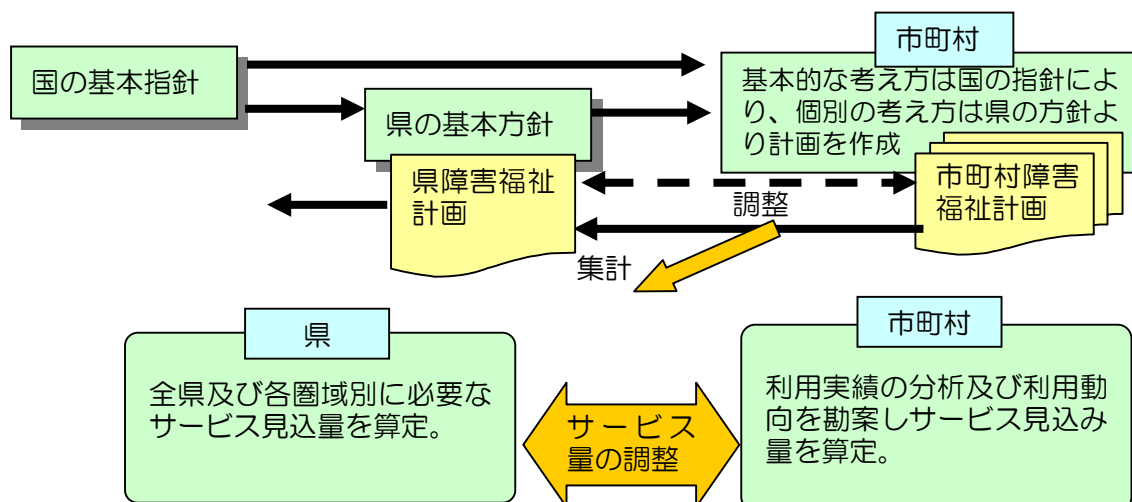 市町村
国の基本指針
基本的な考え方は国の指針によ
り、個別の考え方は県の方針よ
り計画を作成
県の基本方針
県障害福祉
計画
市町村障害
福祉計画
調整
集計
県
市町村
全県及び各圏域別に必要な
サービス見込量を算定。
サービス
量の調整
利用実績の分析及び利用動
向を勘案しサービス見込み
量を算定。